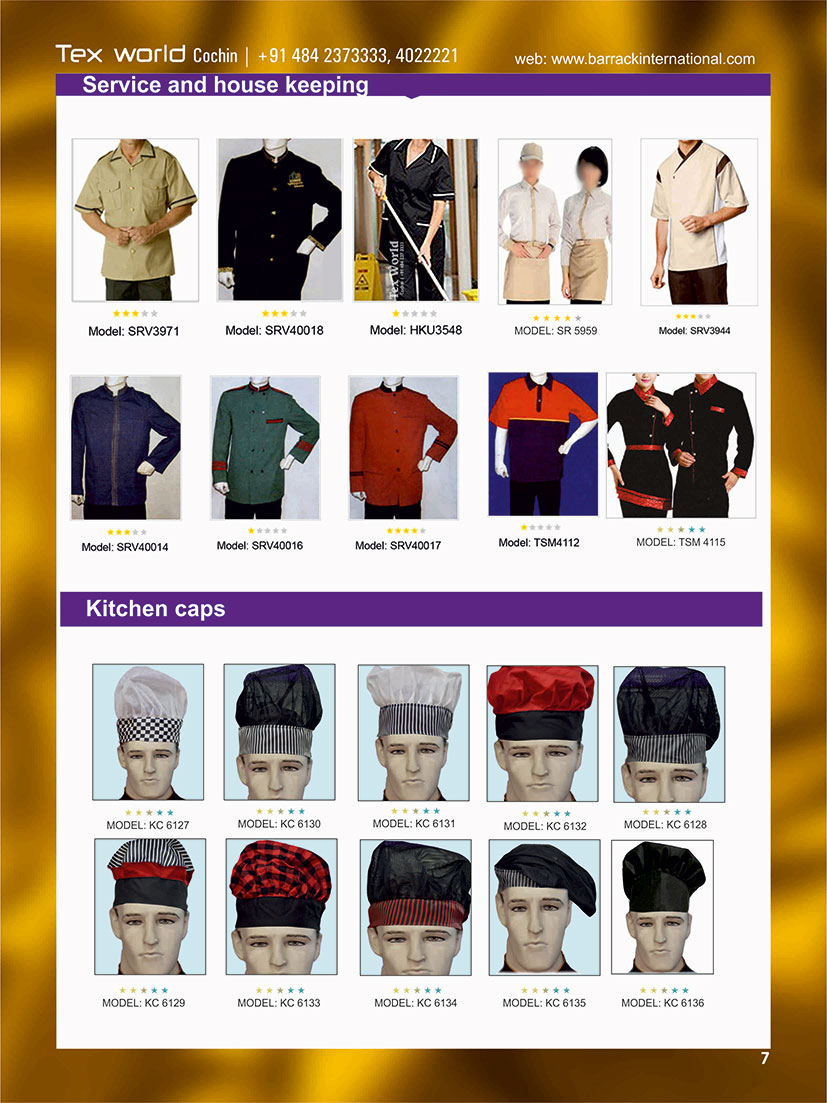 Tex world Cochin | +91 484 2373333, 4022221
web: www.barrackinternational.com
Service and house keeping
Tex World
Model: SRV3971
Model: SRV40018
Model: HKU3548
MODEL: SR 5959
Model: SRV3944
Model: SRV40014
Model: SRV40016
Model: SRV40017
Model: TSM4112
MODEL: TSM 4115
Kitchen caps
MODEL: KC 6127
MODEL: KC 6130
MODEL: KC 6131
MODEL: KC 6132
MODEL: KC 6128
MODEL: KC 6129
MODEL: KC 6133
MODEL: KC 6134
MODEL: KC 6135
MODEL: KC 6136
7